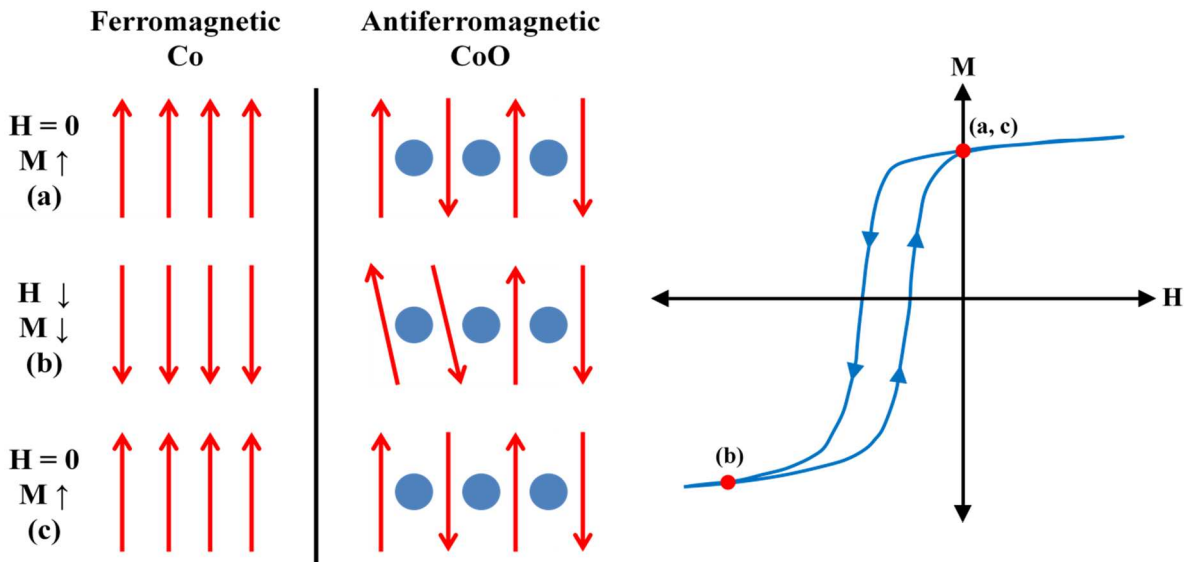 Ferromagnetic
Co
Antiferromagnetic
CoO
H = 0
M ↑
(a)
H ↓
M ↓
(b)
H = 0
M ↑
(c)
M
(a, c)
H
(b)